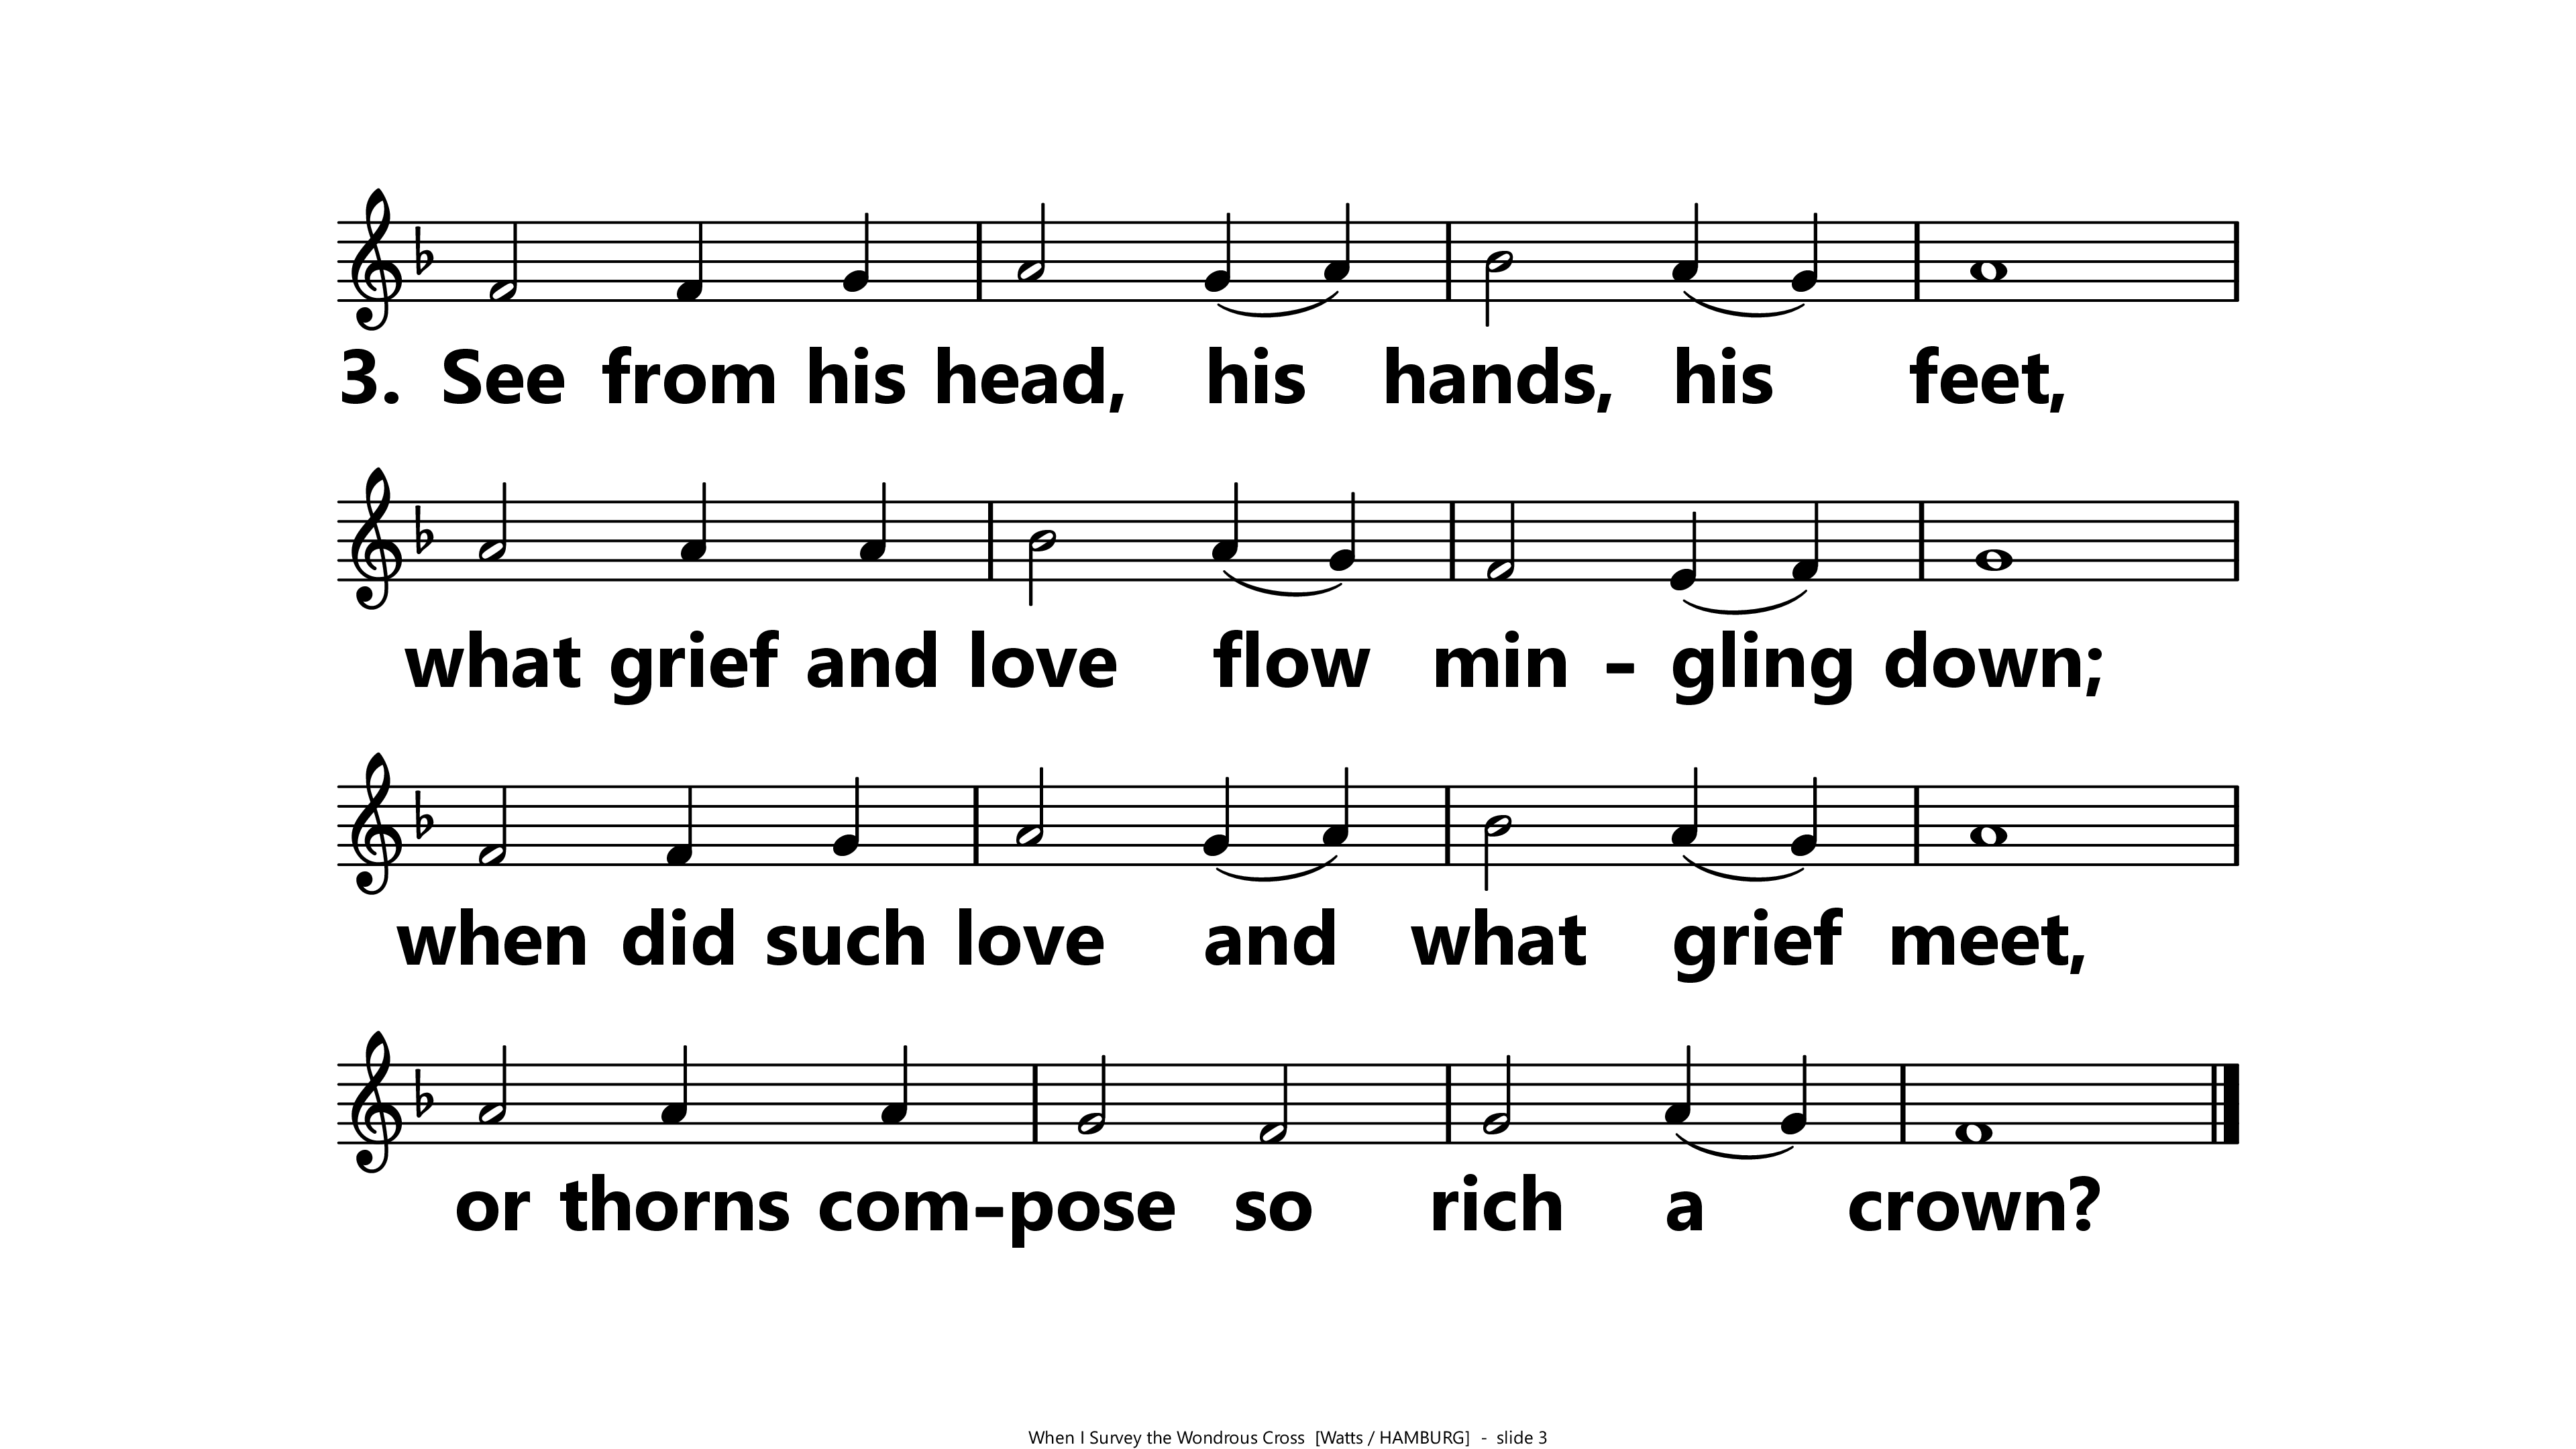 3. See from his head, his hands, his feet,
what grief and love flow min - gling down;
when did such love and what grief meet,
or thorns com-pose so rich a crown?
When I Survey the Wondrous Cross [Watts / HAMBURG] - slide 3